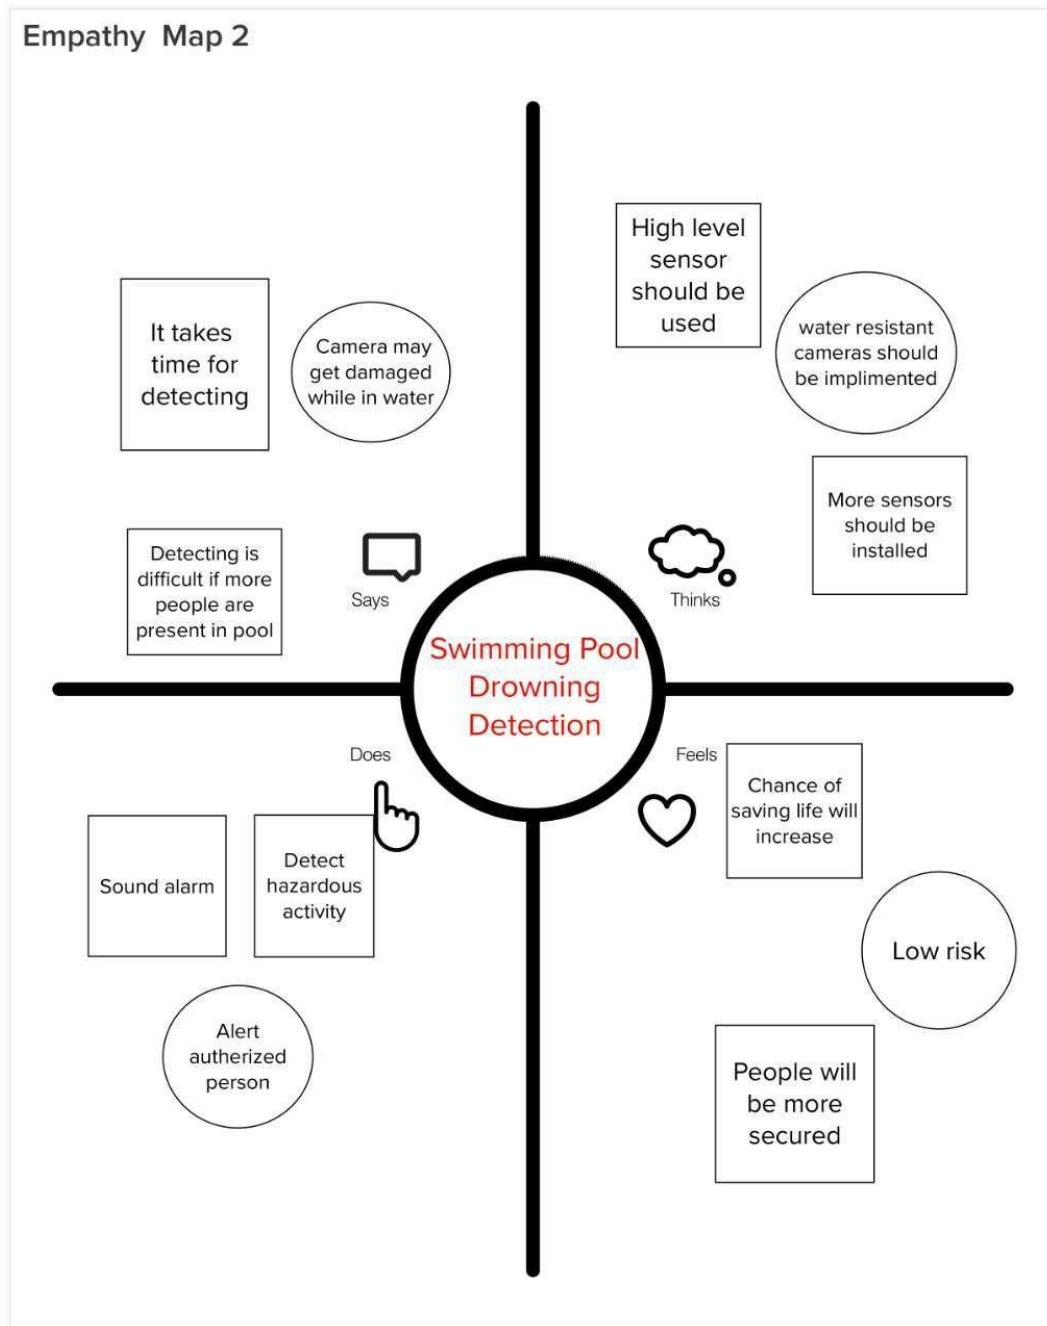 Empathy Map 2
It takes
time for
detecting
Camera may
get damaged
while in water
Detecting is
difficult if more
people are
present in pool
Says
High level
sensor
should be
used
water resistant
cameras should
be implimented
More sensors
should be
installed
Thinks
Swimming Pool
Drowning
Detection
Does
Sound alarm
Detect
hazardous
activity
Alert
autherized
person
Feels
Chance of
saving life will
increase
Low risk
People will
be more
secured